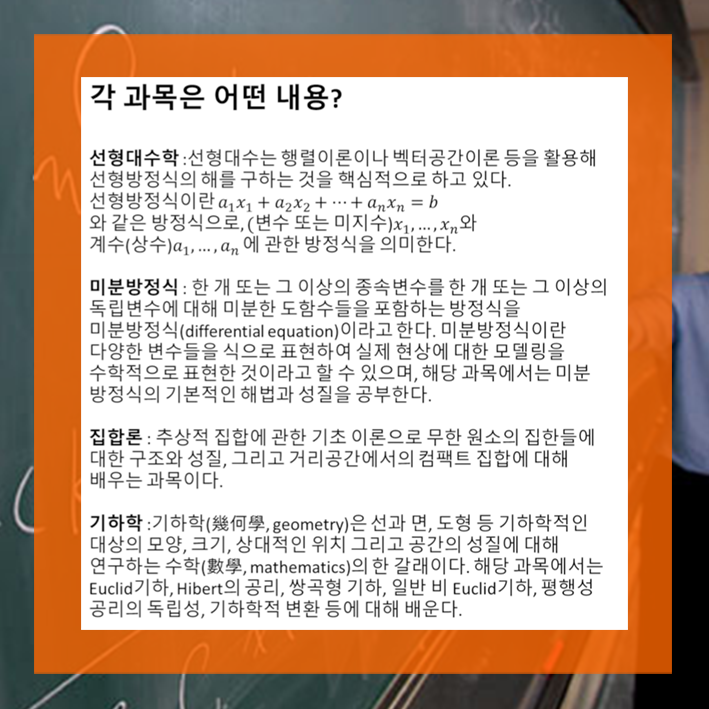 각 과목은 어떤 내용?
선형대수학 :선형대수는 행렬이론이나 벡터공간이론 등을 활용해
선형방정식의 해를 구하는 것을 핵심적으로 하고 있다.
선형방정식이란 a₁x₁ + a₂x₂ + ⋯ + aₙxₙ = b
와 같은 방정식으로, (변수 또는 미지수)x₁, … , xₙ와
계수(상수)a₁, … , aₙ 에 관한 방정식을 의미한다.
미분방정식 : 한 개 또는 그 이상의 종속변수를 한 개 또는 그 이상의
독립변수에 대해 미분한 도함수들을 포함하는 방정식을
미분방정식(differential equation)이라고 한다. 미분방정식이란
다양한 변수들을 식으로 표현하여 실제 현상에 대한 모델링을
수학적으로 표현한 것이라고 할 수 있으며, 해당 과목에서는 미분
방정식의 기본적인 해법과 성질을 공부한다.
집합론 : 추상적 집합에 관한 기초 이론으로 무한 원소의 집한들에
대한 구조와 성질, 그리고 거리공간에서의 컴팩트 집합에 대해
배우는 과목이다.
기하학 :기하학(幾何學, geometry)은 선과 면, 도형 등 기하학적인
대상의 모양, 크기, 상대적인 위치 그리고 공간의 성질에 대해
연구하는 수학(數學, mathematics)의 한 갈래이다. 해당 과목에서는
Euclid기하, Hibert의 공리, 쌍곡형 기하, 일반 비 Euclid기하, 평행성
공리의 독립성, 기하학적 변환 등에 대해 배운다.